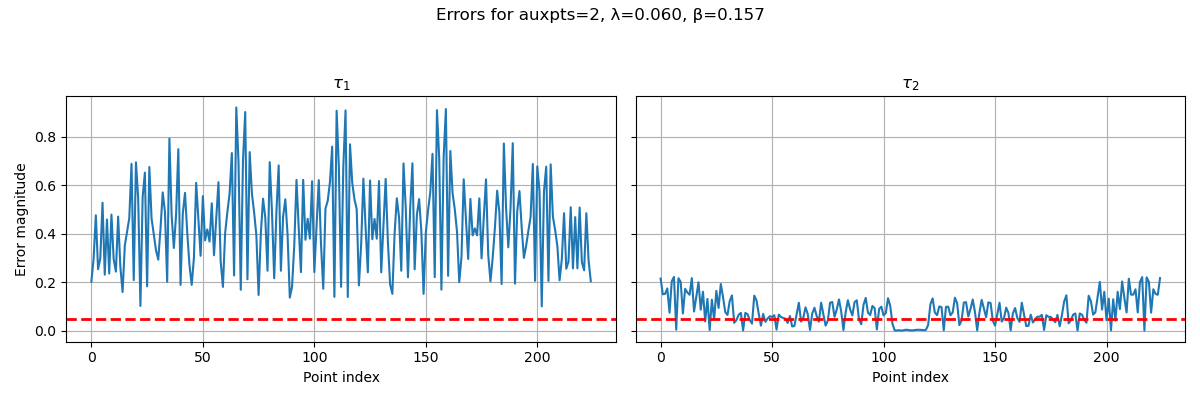 Errors for auxpts=2, λ=0.060, β=0.157
τ₁
τ₂
Error magnitude
0.8
0.6
0.4
0.2
0.0
0 50 100 150 200
0 50 100 150 200
Point index
Point index